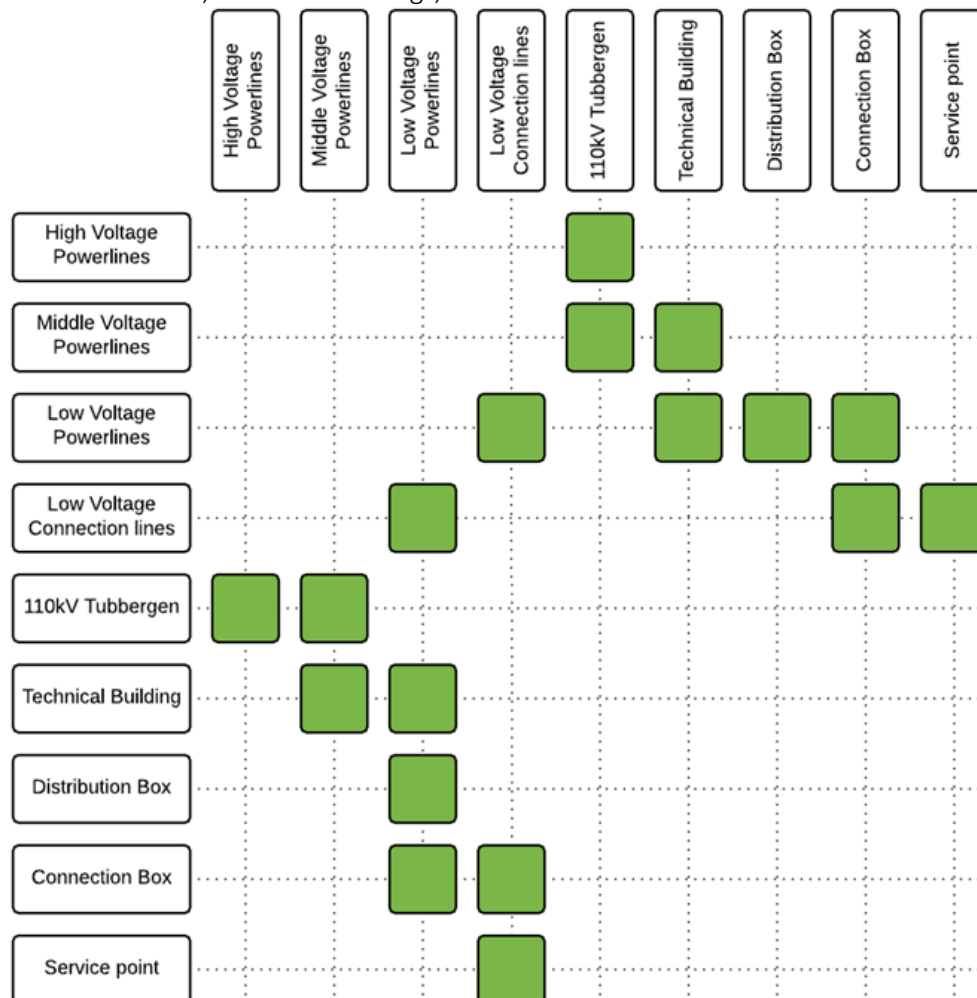 High Voltage
Powerlines
Middle Voltage
Powerlines
Low Voltage
Powerlines
Low Voltage
Connection lines
110kV Tubbergen
Technical Building
Distribution Box
Connection Box
Service point
High Voltage
Powerlines
Middle Voltage
Powerlines
Low Voltage
Powerlines
Low Voltage
Connection lines
110kV Tubbergen
Technical Building
Distribution Box
Connection Box
Service point